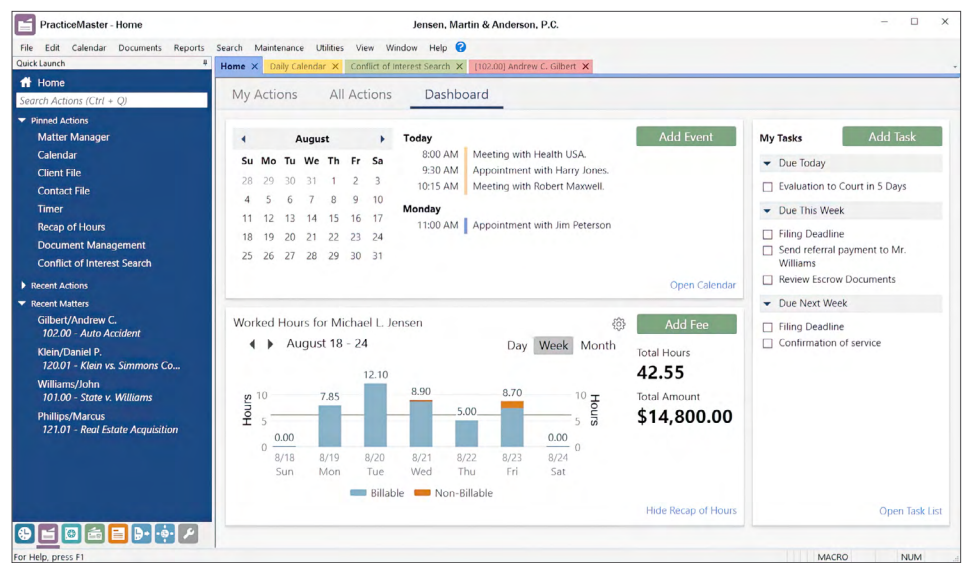 PracticeMaster - Home
Jensen, Martin & Anderson, P.C.
File Edit Calendar Documents Reports Search Maintenance Utilities View Window Help ?
Quick Launch
Home X Daily Calendar X Conflict of Interest Search X [102.00] Andrew C. Gilbert X
Home
Search Actions (Ctrl + Q)
Pinned Actions
Matter Manager
Calendar
Client File
Contact File
Timer
Recap of Hours
Document Management
Conflict of Interest Search
Recent Actions
Recent Matters
Gilbert/Andrew C.
102.00 - Auto Accident
Klein/Daniel P.
120.01 - Klein vs. Simmons Co...
Williams/John
101.00 - State v. Williams
Phillips/Marcus
121.01 - Real Estate Acquisition
My Actions All Actions Dashboard
August
Su Mo Tu We Th Fr Sa
28 29 30 31 1 2 3
4 5 6 7 8 9 10
11 12 13 14 15 16 17
18 19 20 21 22 23 24
25 26 27 28 29 30 31
Today
8:00 AM Meeting with Health USA.
9:30 AM Appointment with Harry Jones.
10:15 AM Meeting with Robert Maxwell.
Monday
11:00 AM Appointment with Jim Peterson
Add Event
Open Calendar
Worked Hours for Michael L. Jensen
August 18 - 24
Day Week Month
Hours
10
5
0
0.00
7.85
12.10
8.90
5.00
8.70
0.00
10
5
0
Hours
8/18 8/19 8/20 8/21 8/22 8/23 8/24
Sun Mon Tue Wed Thu Fri Sat
Billable Non-Billable
Add Fee
Total Hours
42.55
Total Amount
$14,800.00
Hide Recap of Hours
My Tasks
Add Task
Due Today
Evaluation to Court in 5 Days
Due This Week
Filing Deadline
Send referral payment to Mr.
Williams
Review Escrow Documents
Due Next Week
Filing Deadline
Confirmation of service
Open Task List
For Help, press F1
MACRO
NUM